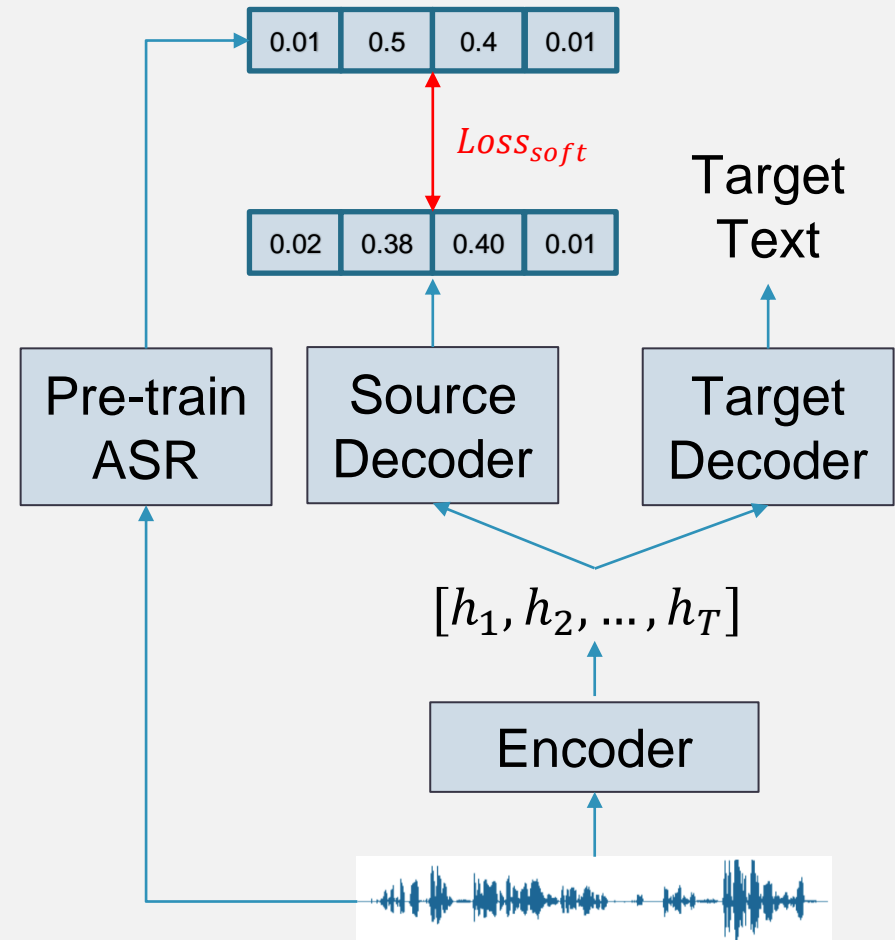 0.01 0.5 0.4 0.01
Loss_soft
0.02 0.38 0.40 0.01
Target
Text
Pre-train
ASR
Source
Decoder
Target
Decoder
[h_1, h_2, ... , h_T]
Encoder